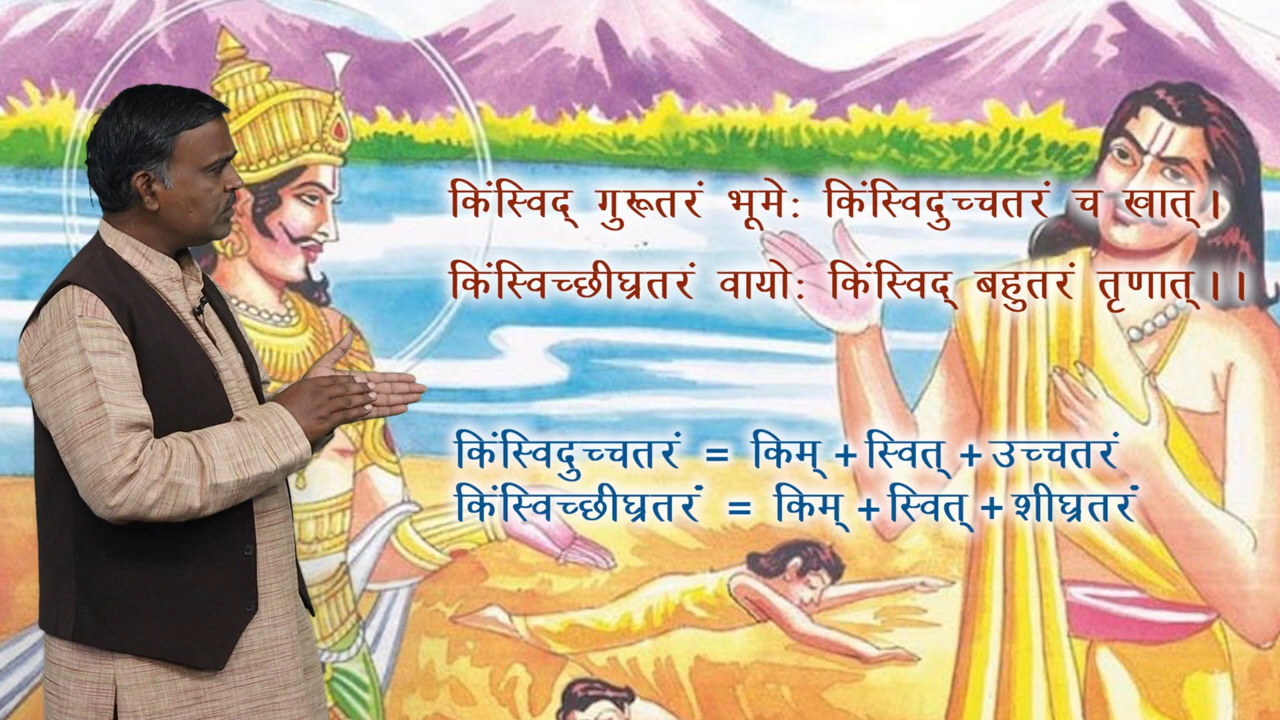 किंस्विद् गुरूतरं भूमेः किंस्विदुच्चतरं च खात् ।
किंस्विच्छीघ्रतरं वायोः किंस्विद् बहुतरं तृणात् ।।
किंस्विदुच्चतरं = किम् + स्वित् + उच्चतरं
किंस्विच्छीघ्रतरं = किम् + स्वित् + शीघ्रतरं